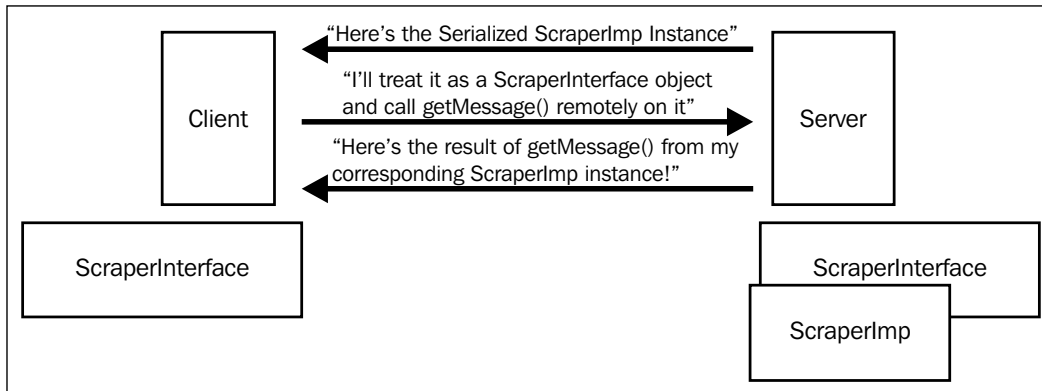 “Here’s the Serialized ScraperImp Instance”
“I’ll treat it as a ScraperInterface object
and call getMessage() remotely on it”
Client
Server
“Here’s the result of getMessage() from my
corresponding ScraperImp instance!”
ScraperInterface
ScraperInterface
ScraperImp